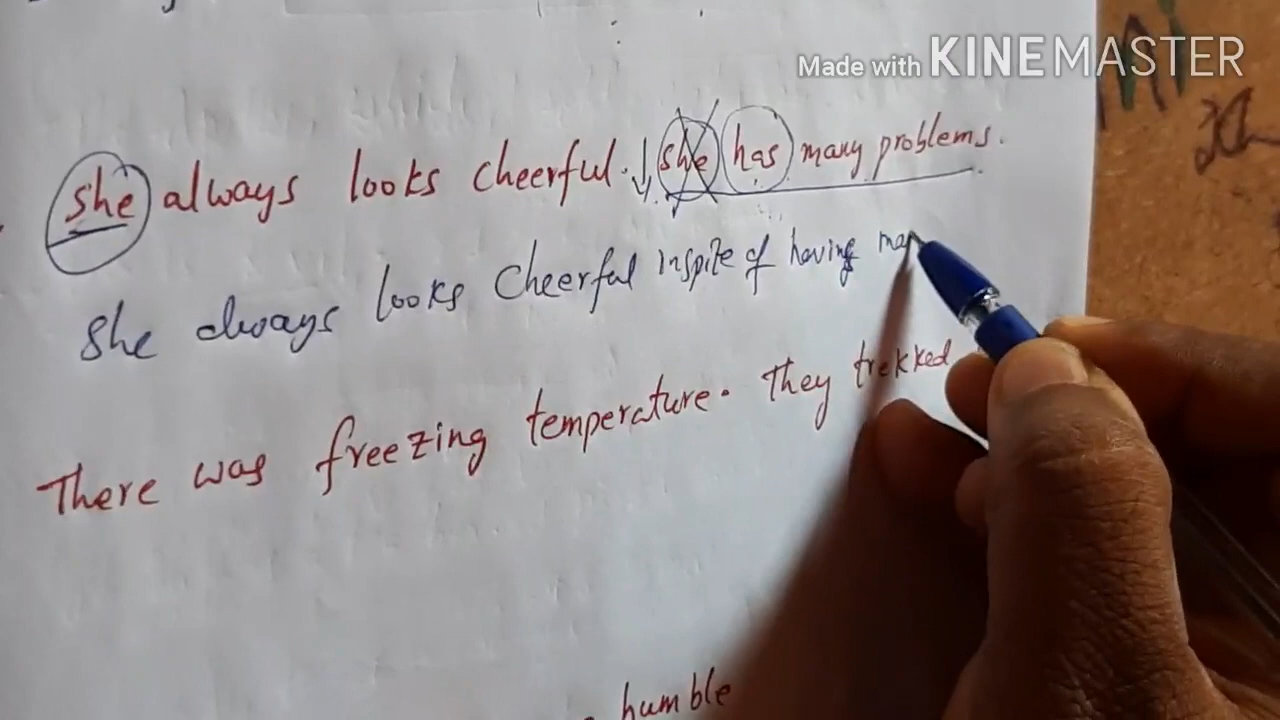 Made with KINEMASTER
she always looks cheerful. she has many problems.
She always looks Cheerful inspite of having ma
There was freezing temperature. They trekked
humble